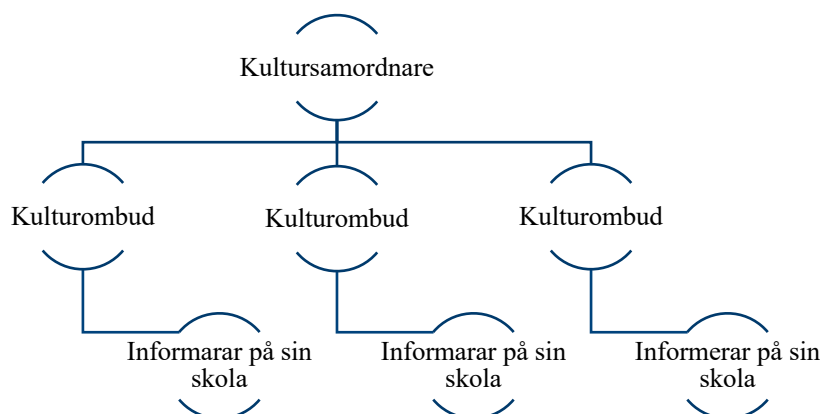 Kultursamordnare
Kulturombud
Kulturombud
Kulturombud
Informarar på sin
skola
Informarar på sin
skola
Informerar på sin
skola